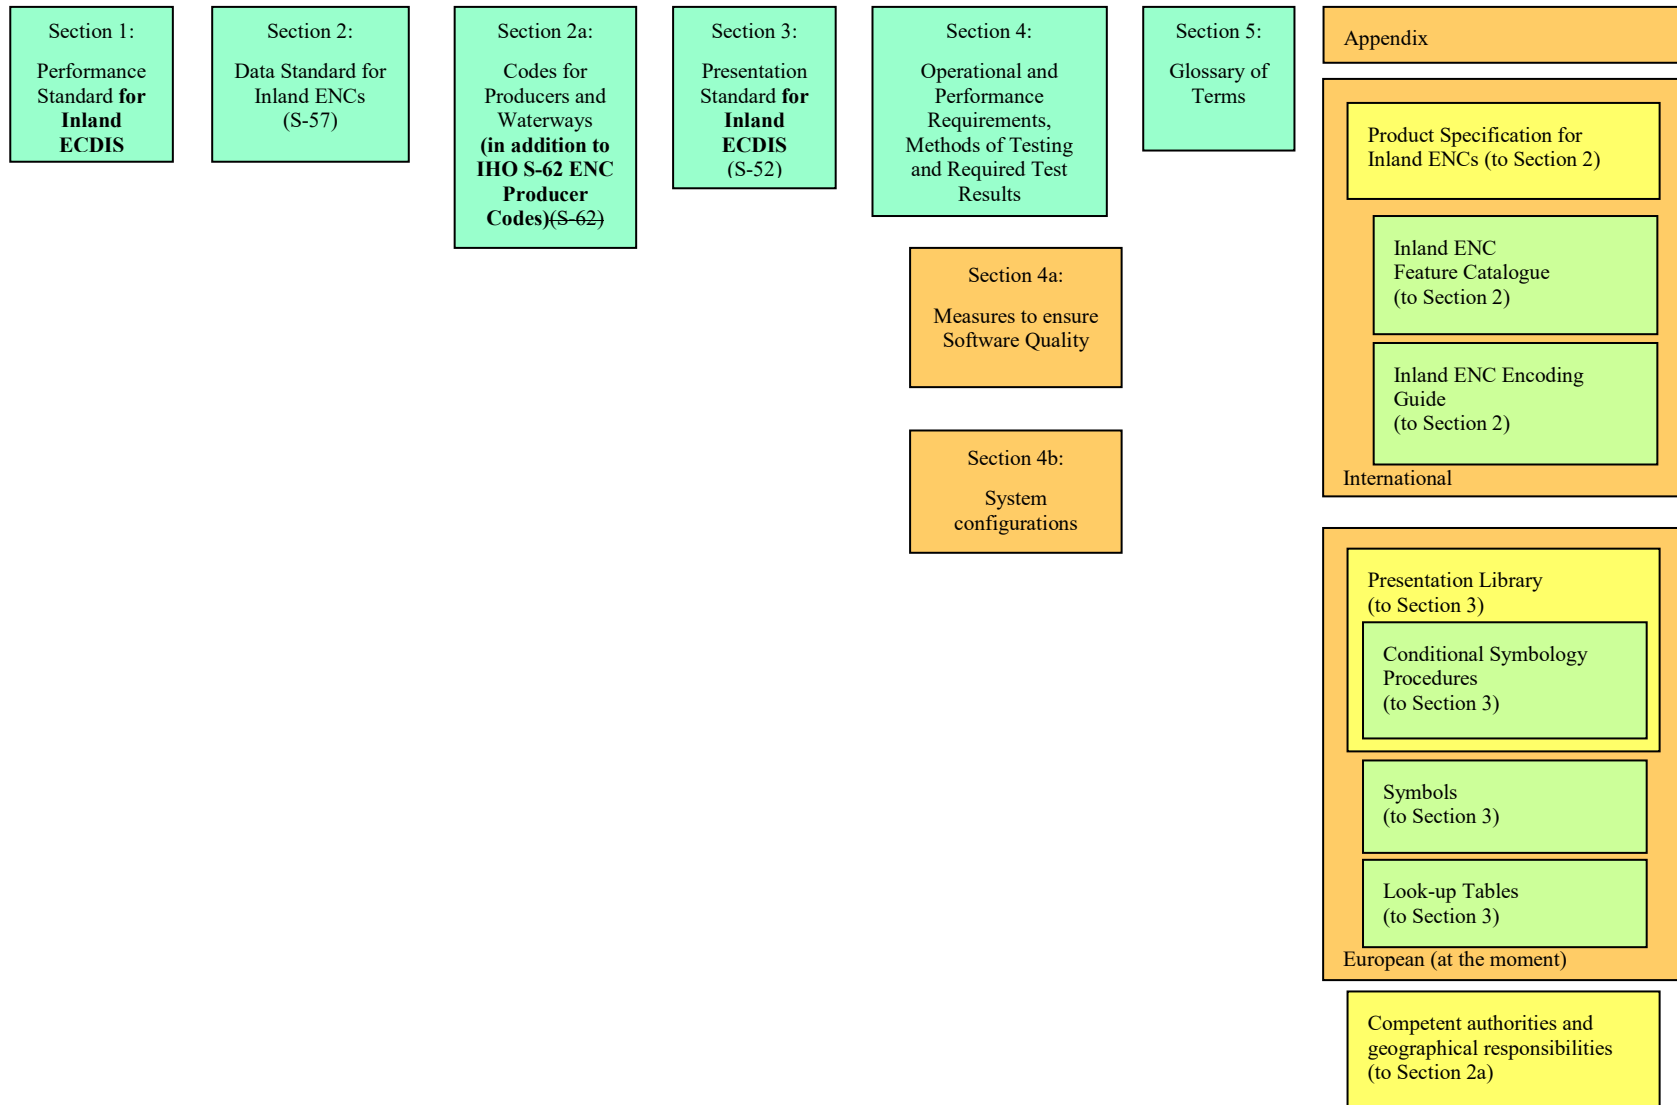 Section 1:
Performance
Standard for
Inland
ECDIS
Section 2:
Data Standard for
Inland ENCs
(S-57)
Section 2a:
Codes for
Producers and
Waterways
(in addition to
IHO S-62 ENC
Producer
Codes)(S-62)
Section 3:
Presentation
Standard for
Inland
ECDIS
(S-52)
Section 4:
Operational and
Performance
Requirements,
Methods of Testing
and Required Test
Results
Section 4a:
Measures to ensure
Software Quality
Section 4b:
System
configurations
Section 5:
Glossary of
Terms
Appendix
Product Specification for
Inland ENCs (to Section 2)
Inland ENC
Feature Catalogue
(to Section 2)
Inland ENC Encoding
Guide
(to Section 2)
International
Presentation Library
(to Section 3)
Conditional Symbology
Procedures
(to Section 3)
Symbols
(to Section 3)
Look-up Tables
(to Section 3)
European (at the moment)
Competent authorities and
geographical responsibilities
(to Section 2a)